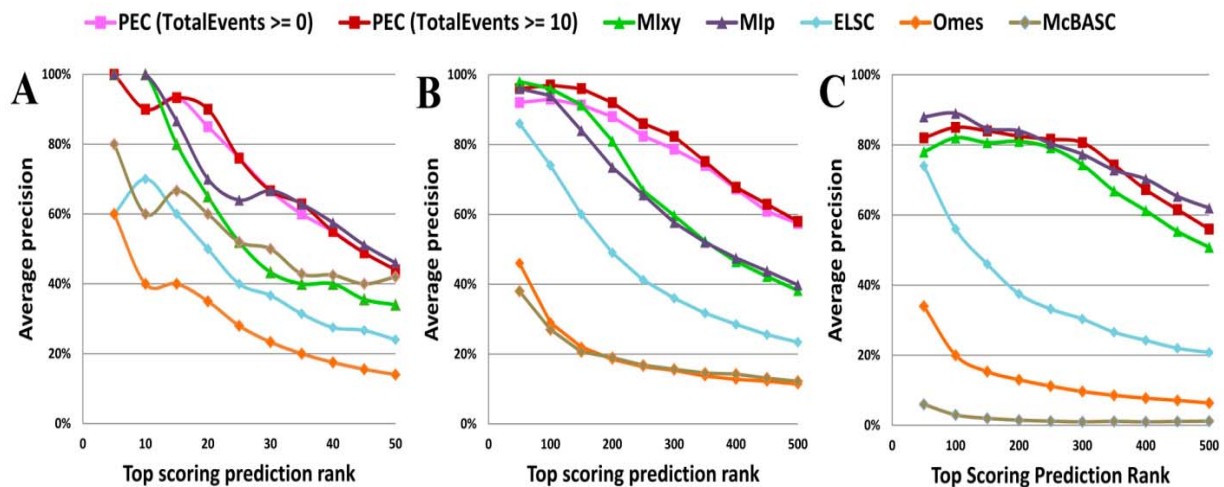 PEC (TotalEvents >= 0) PEC (TotalEvents >= 10) MIxy MIp ELSC Omes McBASC
A
100%
80%
60%
40%
20%
0%
Average precision
0 10 20 30 40 50
Top scoring prediction rank
B
100%
80%
60%
40%
20%
0%
Average precision
0 100 200 300 400 500
Top scoring prediction rank
C
100%
80%
60%
40%
20%
0%
Average precision
0 100 200 300 400 500
Top Scoring Prediction Rank